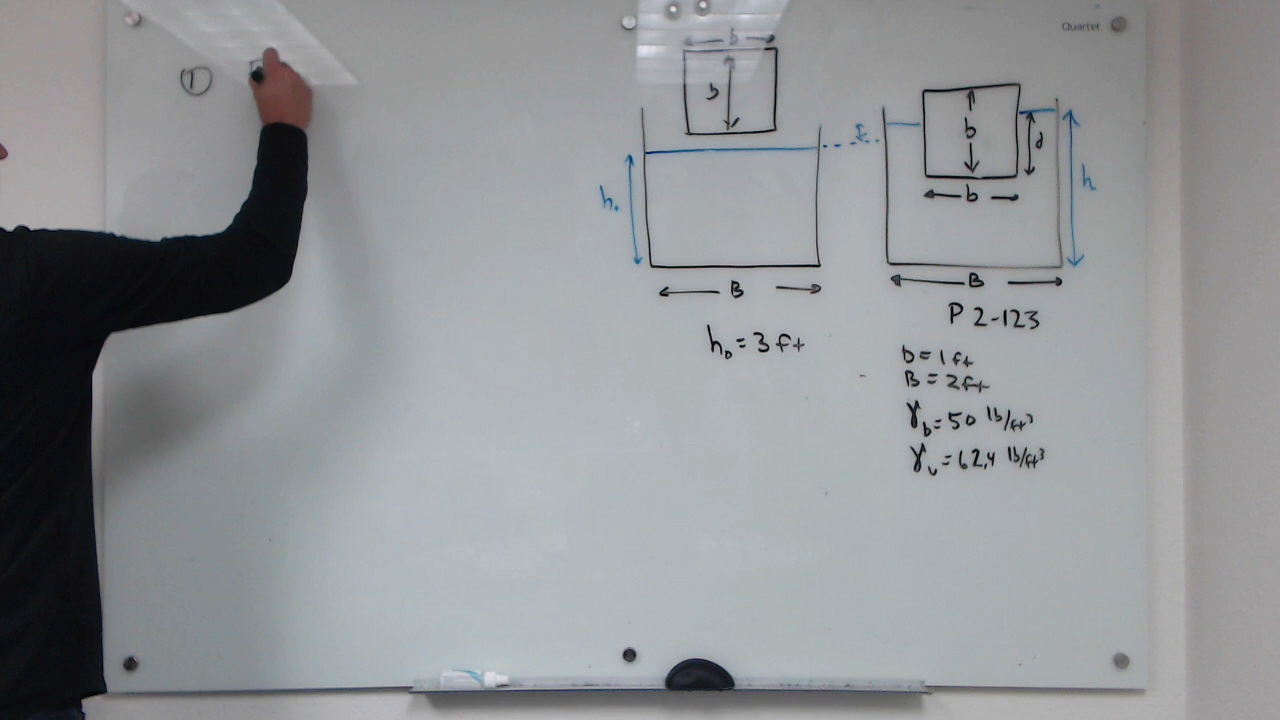 Quartet
①
b
b
h₀
B
h₀ = 3 ft
b
b
d
h
B
P 2-123
b = 1 ft
B = 2 ft
γb = 50 lb/ft³
γw = 62.4 lb/ft³